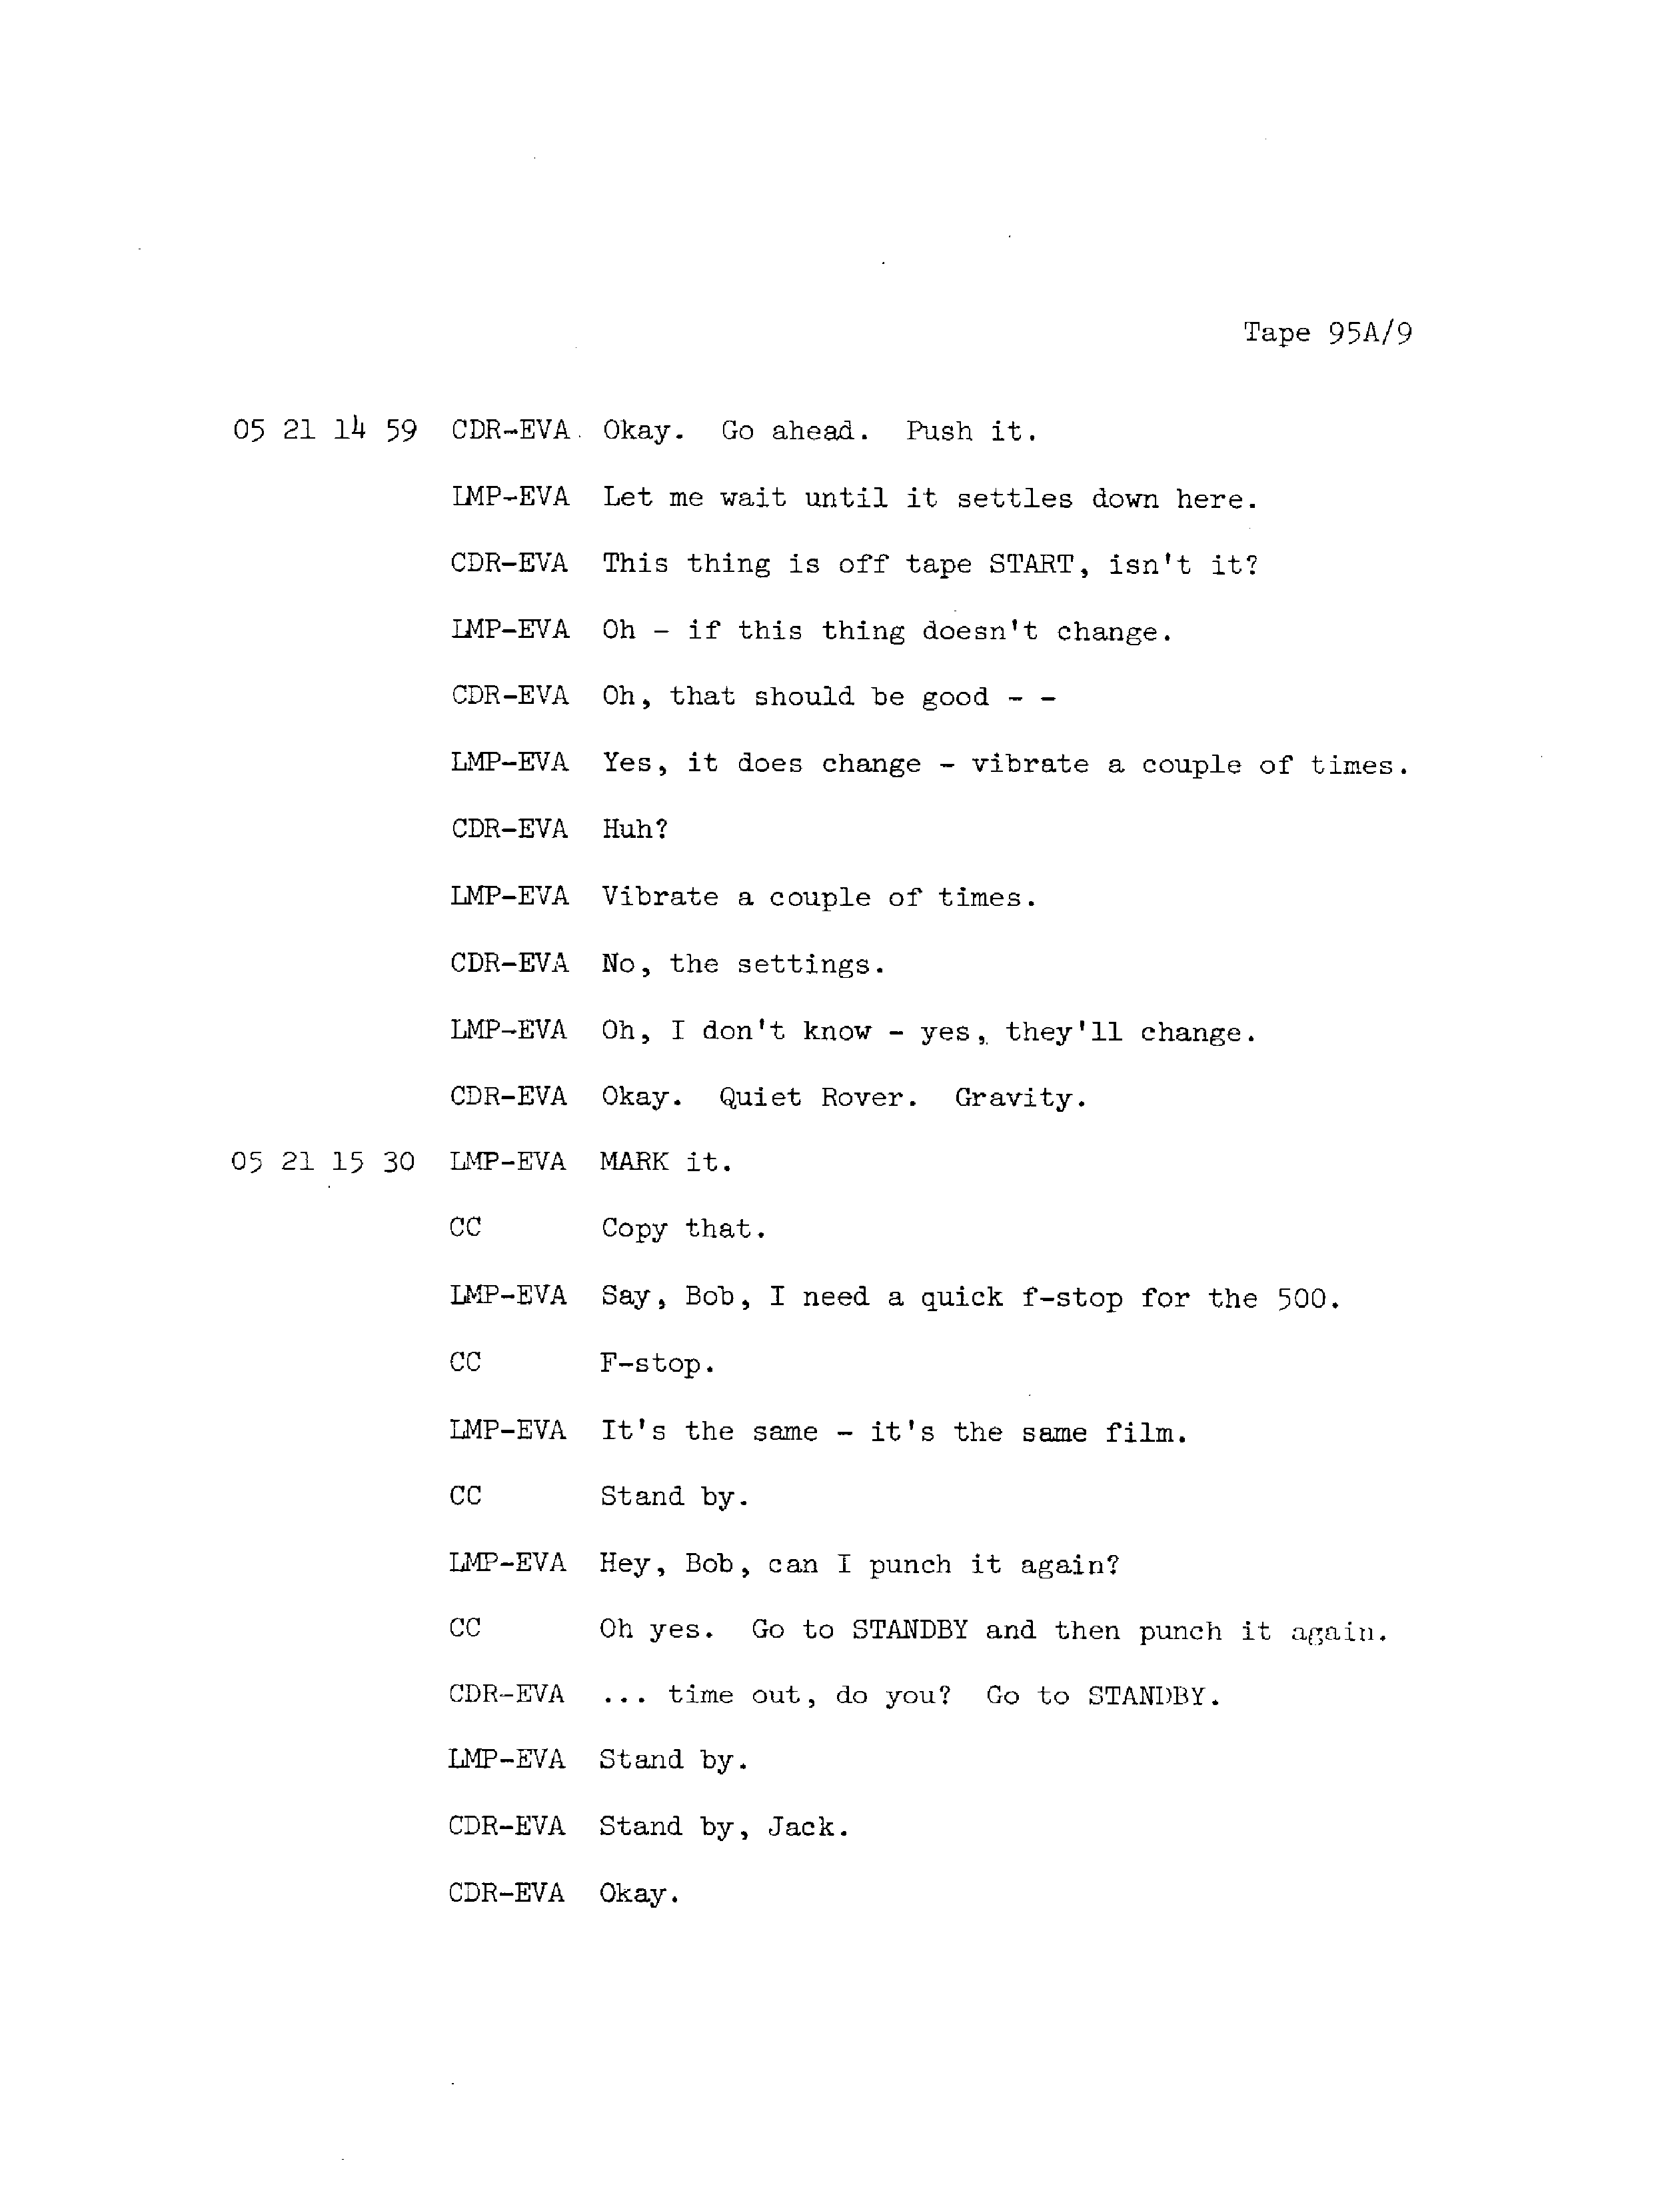 Tape 95A/9
05 21 14 59 CDR-EVA Okay. Go ahead. Push it.
LMP-EVA Let me wait until it settles down here.
CDR-EVA This thing is off tape START, isn't it?
LMP-EVA Oh - if this thing doesn't change.
CDR-EVA Oh, that should be good - -
LMP-EVA Yes, it does change - vibrate a couple of times.
CDR-EVA Huh?
LMP-EVA Vibrate a couple of times.
CDR-EVA No, the settings.
LMP-EVA Oh, I don't know - yes, they'll change.
CDR-EVA Okay. Quiet Rover. Gravity.
05 21 15 30 LMP-EVA MARK it.
CC Copy that.
LMP-EVA Say, Bob, I need a quick f-stop for the 500.
CC F-stop.
LMP-EVA It's the same - it's the same film.
CC Stand by.
LMP-EVA Hey, Bob, can I punch it again?
CC Oh yes. Go to STANDBY and then punch it again.
CDR-EVA ... time out, do you? Go to STANDBY.
LMP-EVA Stand by.
CDR-EVA Stand by, Jack.
CDR-EVA Okay.